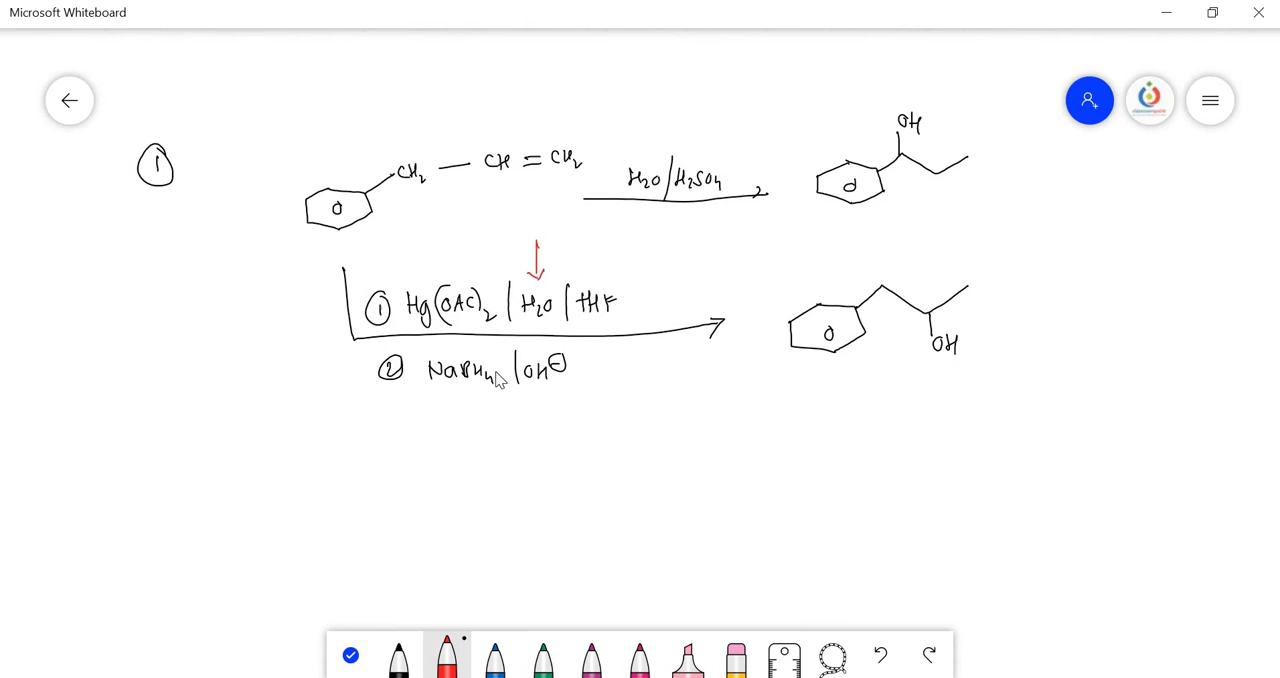 Microsoft Whiteboard
OH
①
CH₂ — CH = CH₂
H₂O/H₂SO₄
① Hg(OAC)₂ | H₂O | THF
OH
② NaBH₄ | OH⊖